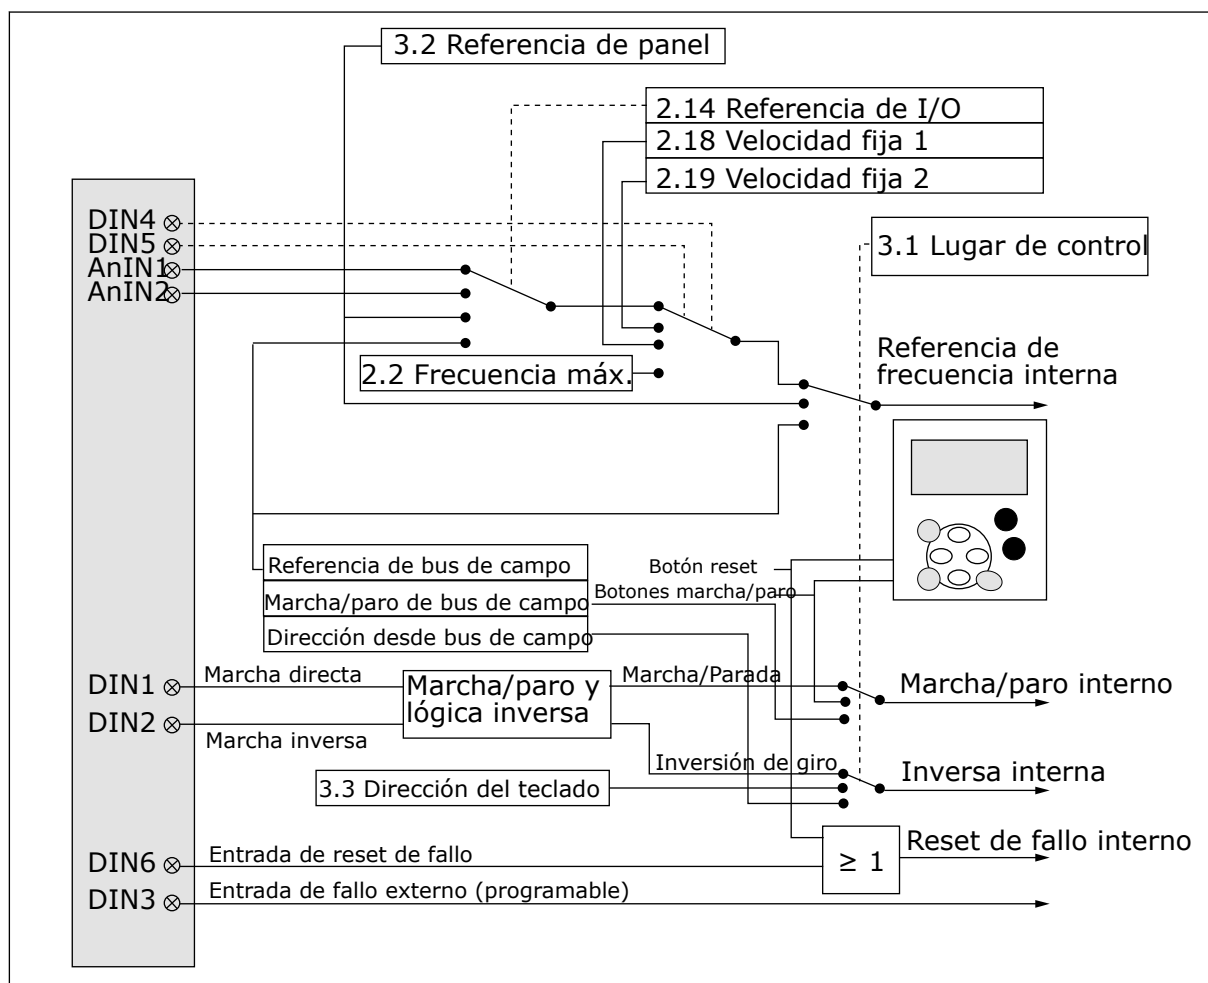 3.2 Referencia de panel
2.14 Referencia de I/O
2.18 Velocidad fija 1
2.19 Velocidad fija 2
DIN4
DIN5
AnIN1
AnIN2
3.1 Lugar de control
2.2 Frecuencia máx.
Referencia de
frecuencia interna
Referencia de bus de campo
Marcha/paro de bus de campo
Dirección desde bus de campo
Botón reset
Botones marcha/paro
DIN1
Marcha directa
DIN2
Marcha inversa
Marcha/paro y
lógica inversa
Marcha/Parada
Marcha/paro interno
Inversión de giro
Inversa interna
3.3 Dirección del teclado
DIN6
Entrada de reset de fallo
≥ 1
Reset de fallo interno
DIN3
Entrada de fallo externo (programable)